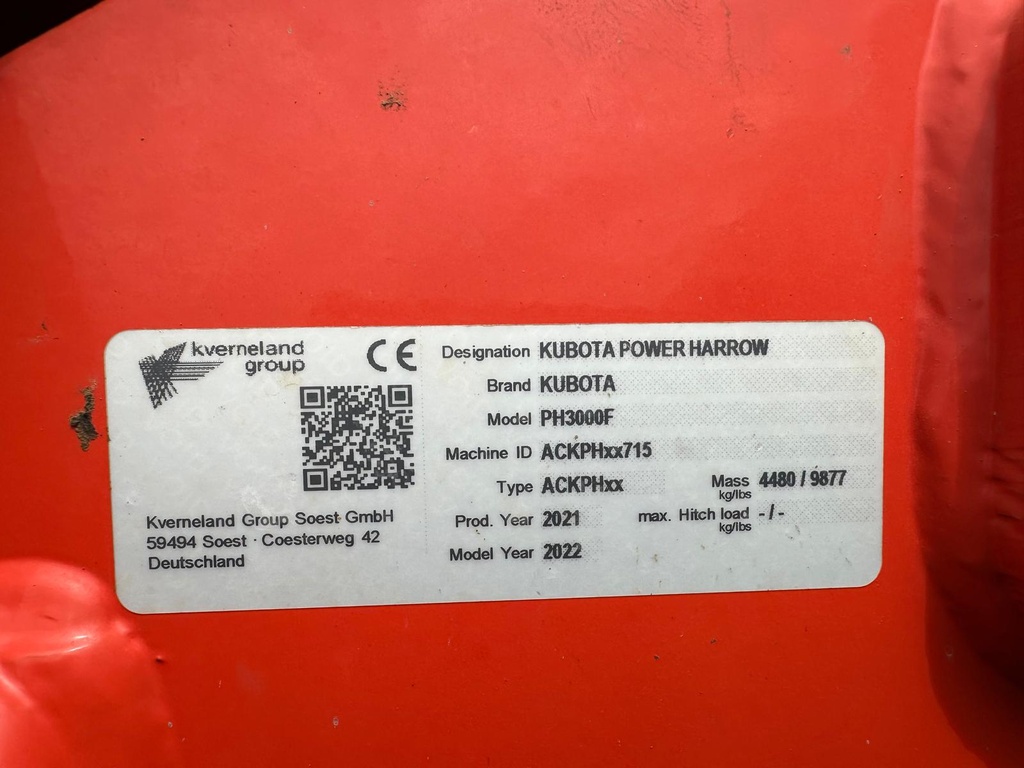 kverneland
group
CE
Kverneland Group Soest GmbH
59494 Soest · Coesterweg 42
Deutschland
Designation KUBOTA POWER HARROW
Brand KUBOTA
Model PH3000F
Machine ID ACKPHxx715
Type ACKPHxx Mass kg/lbs 4480 / 9877
Prod. Year 2021 max. Hitch load kg/lbs - / -
Model Year 2022